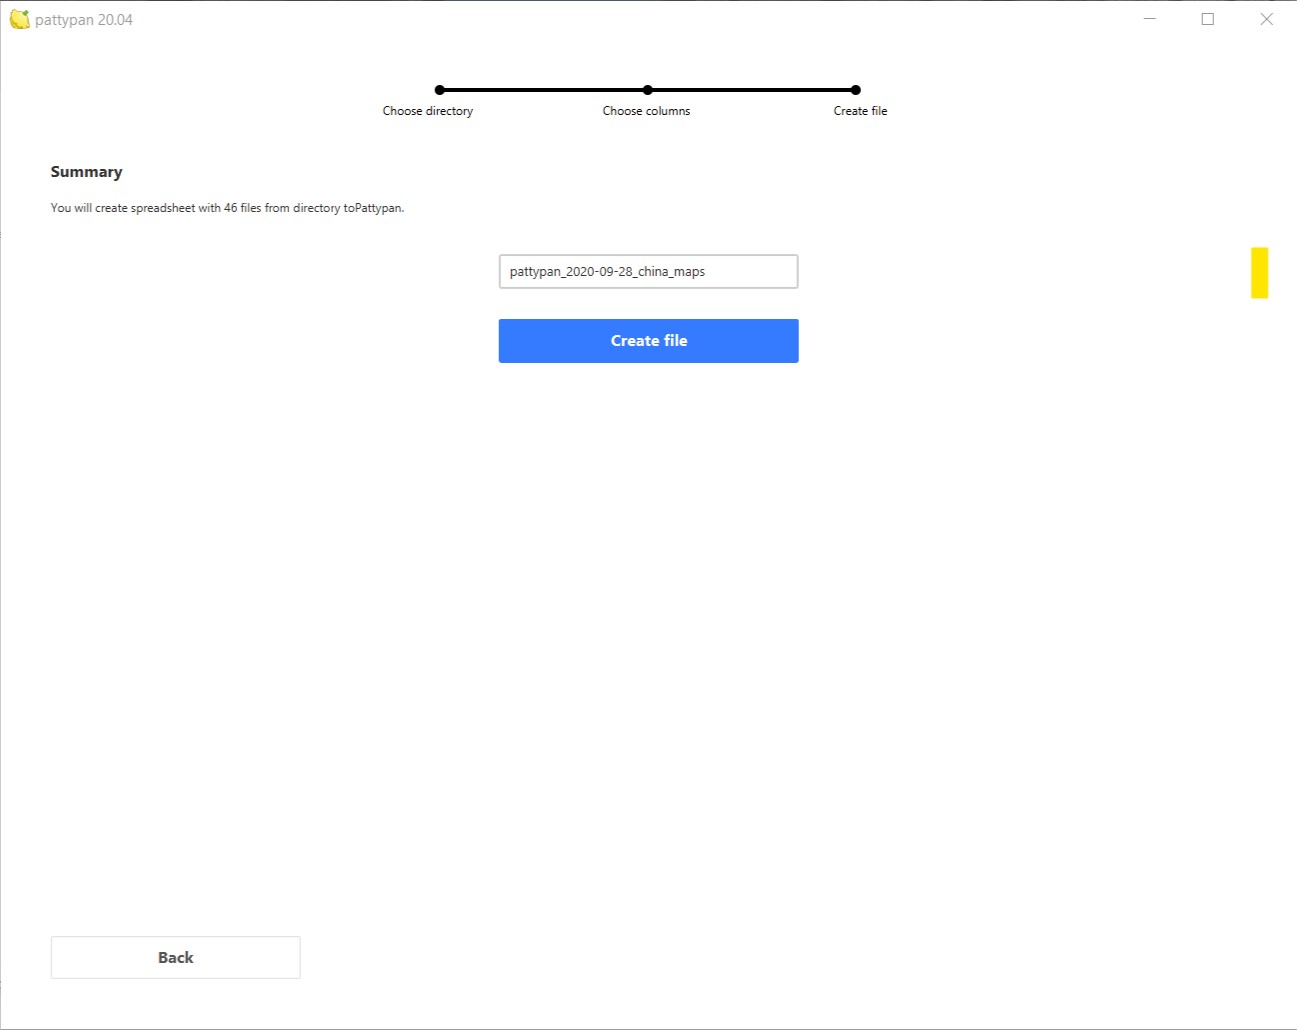 pattypan 20.04
Choose directory
Choose columns
Create file
Summary
You will create spreadsheet with 46 files from directory toPattypan.
pattypan_2020-09-28_china_maps
Create file
Back